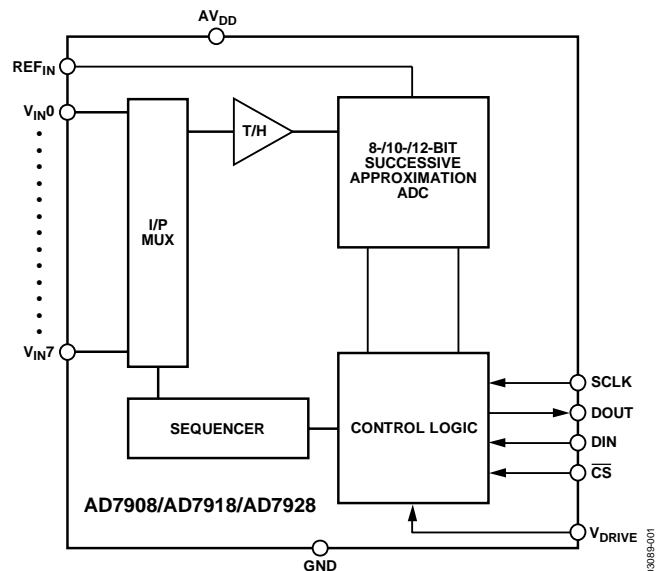 AVDD
REFIN
VIN0
T/H
8-/10-/12-BIT
SUCCESSIVE
APPROXIMATION
ADC
I/P
MUX
VIN7
SCLK
DOUT
SEQUENCER
CONTROL LOGIC
DIN
CS
AD7908/AD7918/AD7928
VDRIVE
GND
03089-001